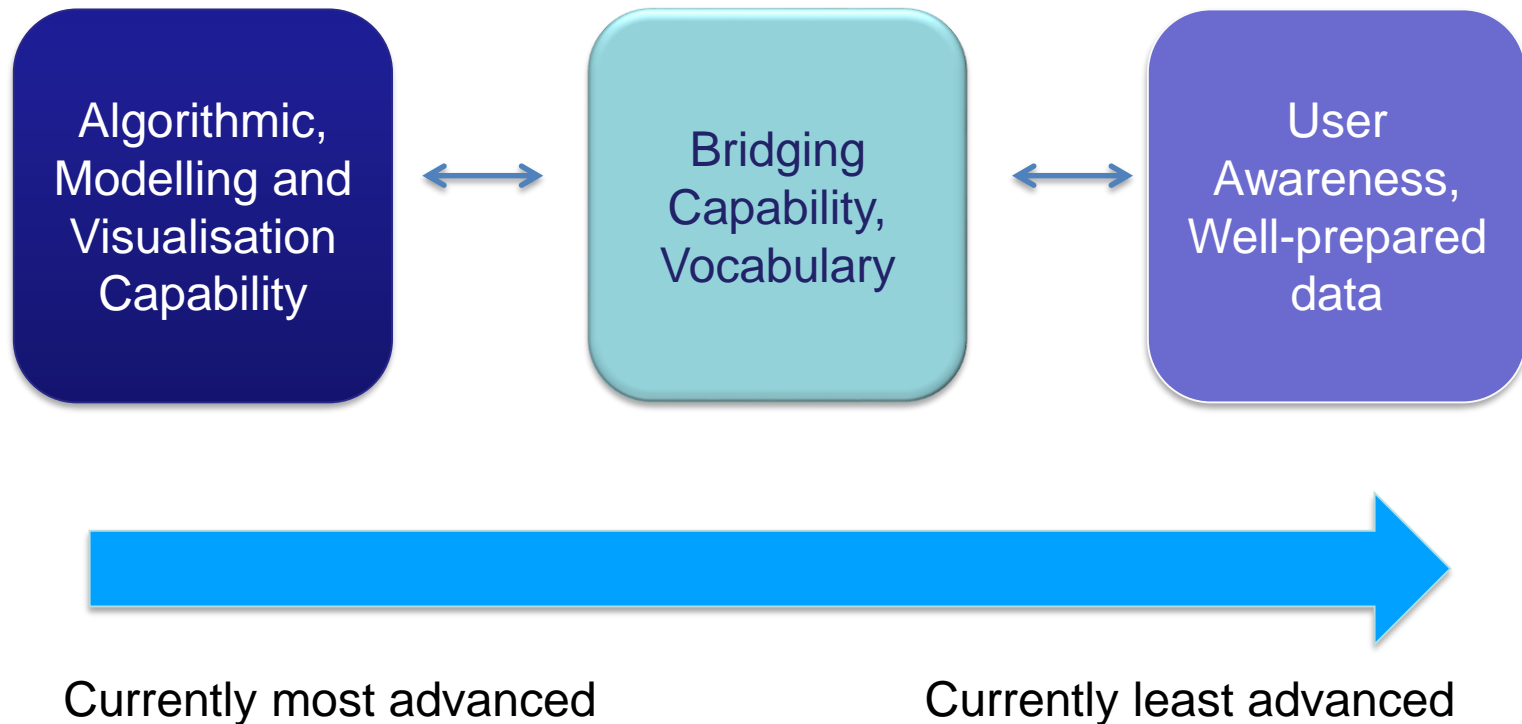 Algorithmic,
Modelling and
Visualisation
Capability
Bridging
Capability,
Vocabulary
User
Awareness,
Well-prepared
data
Currently most advanced
Currently least advanced